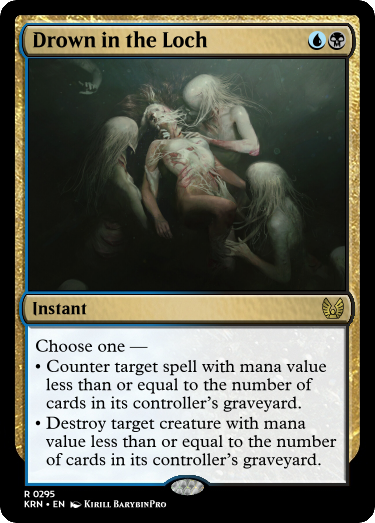 Drown in the Loch
Instant
Choose one —
• Counter target spell with mana value
less than or equal to the number of
cards in its controller's graveyard.
• Destroy target creature with mana
value less than or equal to the number
of cards in its controller's graveyard.
R 0295
KRN • EN Kirill BarybinPro